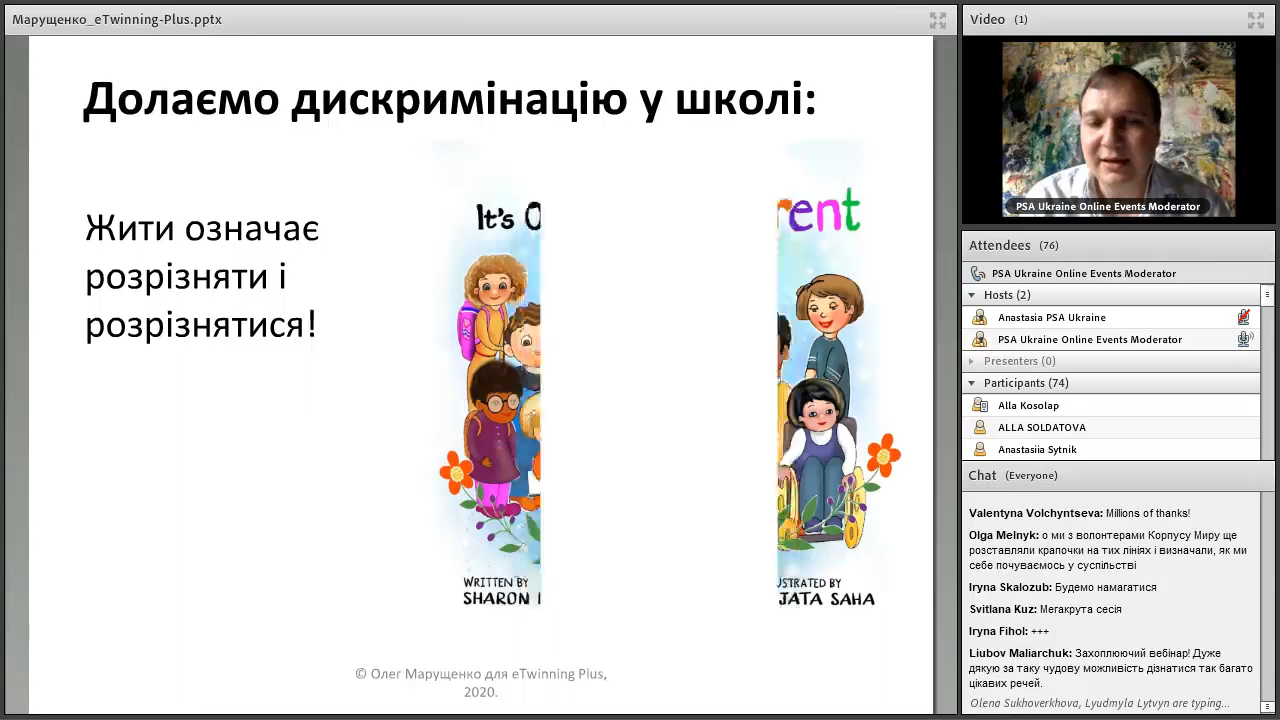 Марущенко_eTwinning-Plus.pptx
Долаємо дискримінацію у школі:
Жити означає
розрізняти і
розрізнятися!
It's
rent
WRITTEN BY
SHARON
USTRATED BY
JATA SAHA
© Олег Марущенко для eTwinning Plus,
2020.
Video (1)
PSA Ukraine Online Events Moderator
Attendees (76)
PSA Ukraine Online Events Moderator
Hosts (2)
Anastasia PSA Ukraine
PSA Ukraine Online Events Moderator
Presenters (0)
Participants (74)
Alla Kosolap
ALLA SOLDATOVA
Anastasiia Sytnik
Chat (Everyone)
Valentyna Volchyntseva: Millions of thanks!
Olga Melnyk: о ми з волонтерами Корпусу Миру ще
розставляли крапочки на тих лініях і визначали, як ми
себе почуваємось у суспільстві
Iryna Skalozub: Будемо намагатися
Svitlana Kuz: Мегакрута сесія
Iryna Fihol: +++
Liubov Maliarchuk: Захоплюючий вебінар! Дуже
дякую за таку чудову можливість дізнатися так багато
цікавих речей.
Olena Sukhoverkhova, Lyudmyla Lytvyn are typing...